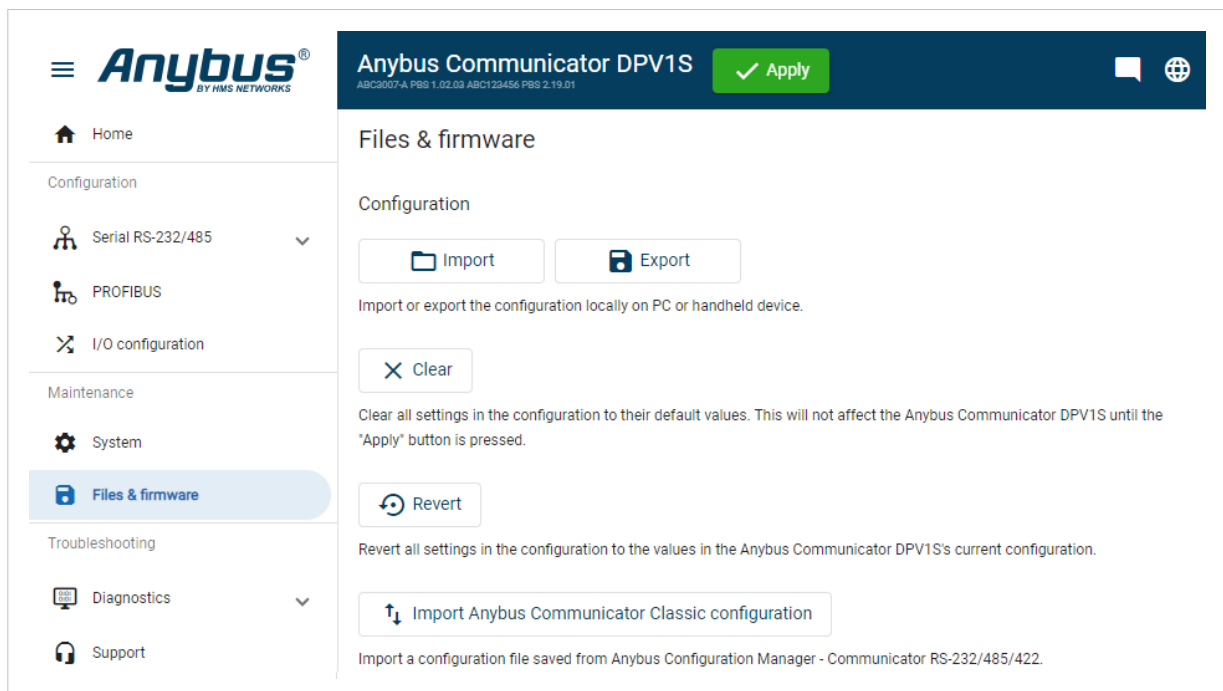 Anybus®
BY HMS NETWORKS
Home
Configuration
Serial RS-232/485
PROFIBUS
I/O configuration
Maintenance
System
Files & firmware
Troubleshooting
Diagnostics
Support
Anybus Communicator DPV1S
ABC3007-A PBS 1.02.03 ABC123456 PBS 2.19.01
Apply
Files & firmware
Configuration
Import
Export
Import or export the configuration locally on PC or handheld device.
Clear
Clear all settings in the configuration to their default values. This will not affect the Anybus Communicator DPV1S until the
"Apply" button is pressed.
Revert
Revert all settings in the configuration to the values in the Anybus Communicator DPV1S's current configuration.
Import Anybus Communicator Classic configuration
Import a configuration file saved from Anybus Configuration Manager - Communicator RS-232/485/422.